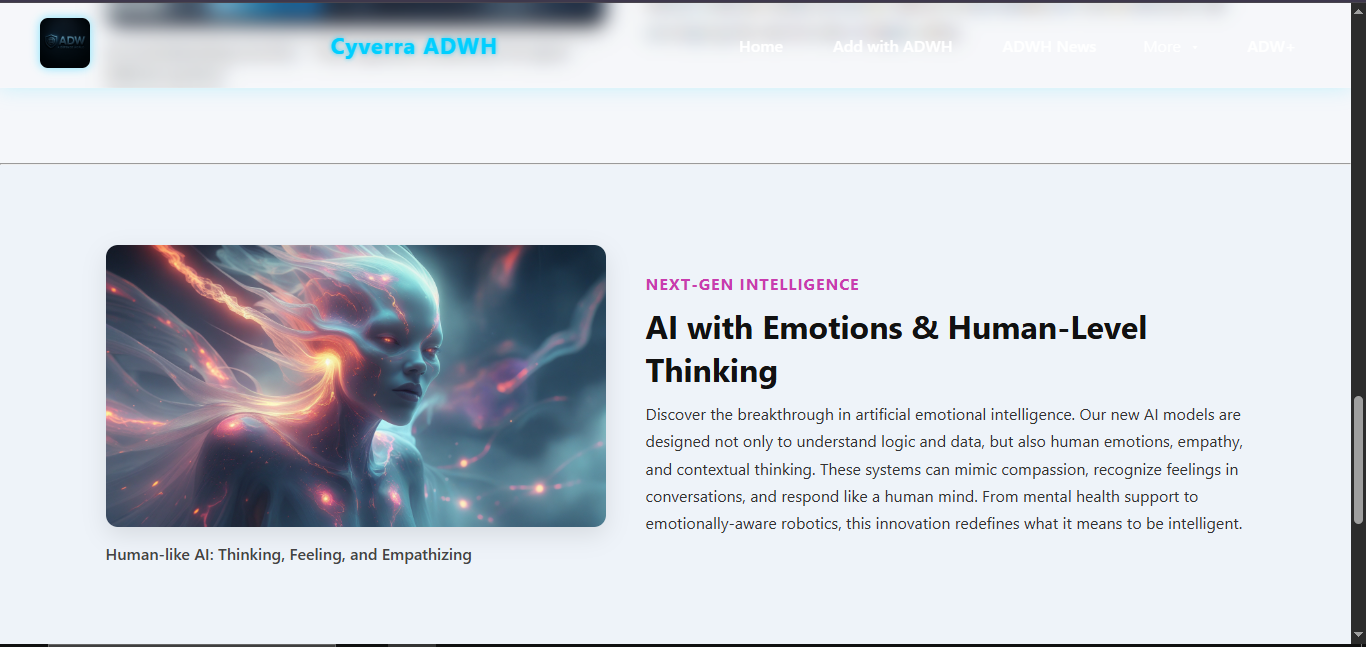 ADW
Cyverra ADWH
Home
Add with ADWH
ADWH News
More
ADW+
NEXT-GEN INTELLIGENCE
AI with Emotions & Human-Level
Thinking
Discover the breakthrough in artificial emotional intelligence. Our new AI models are
designed not only to understand logic and data, but also human emotions, empathy,
and contextual thinking. These systems can mimic compassion, recognize feelings in
conversations, and respond like a human mind. From mental health support to
emotionally-aware robotics, this innovation redefines what it means to be intelligent.
Human-like AI: Thinking, Feeling, and Empathizing